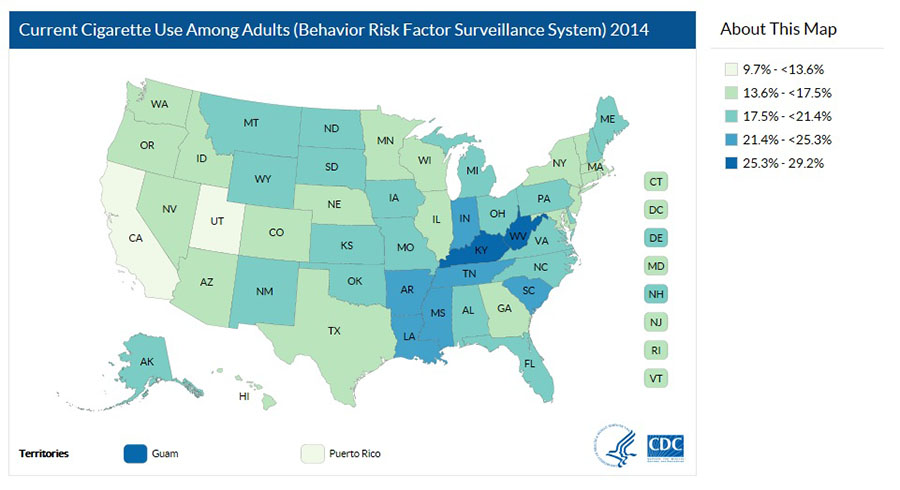 Current Cigarette Use Among Adults (Behavior Risk Factor Surveillance System) 2014
About This Map
9.7% - <13.6%
13.6% - <17.5%
17.5% - <21.4%
21.4% - <25.3%
25.3% - 29.2%
WA
MT
ND
MN
ME
OR
ID
SD
WI
NY
MA
WY
MI
NV
UT
NE
IA
PA
CA
CO
IL
IN
OH
KS
MO
KY
WV
VA
AZ
NM
OK
AR
TN
NC
TX
MS
AL
GA
SC
LA
FL
AK
HI
CT
DC
DE
MD
NH
NJ
RI
VT
Territories
Guam
Puerto Rico
CDC